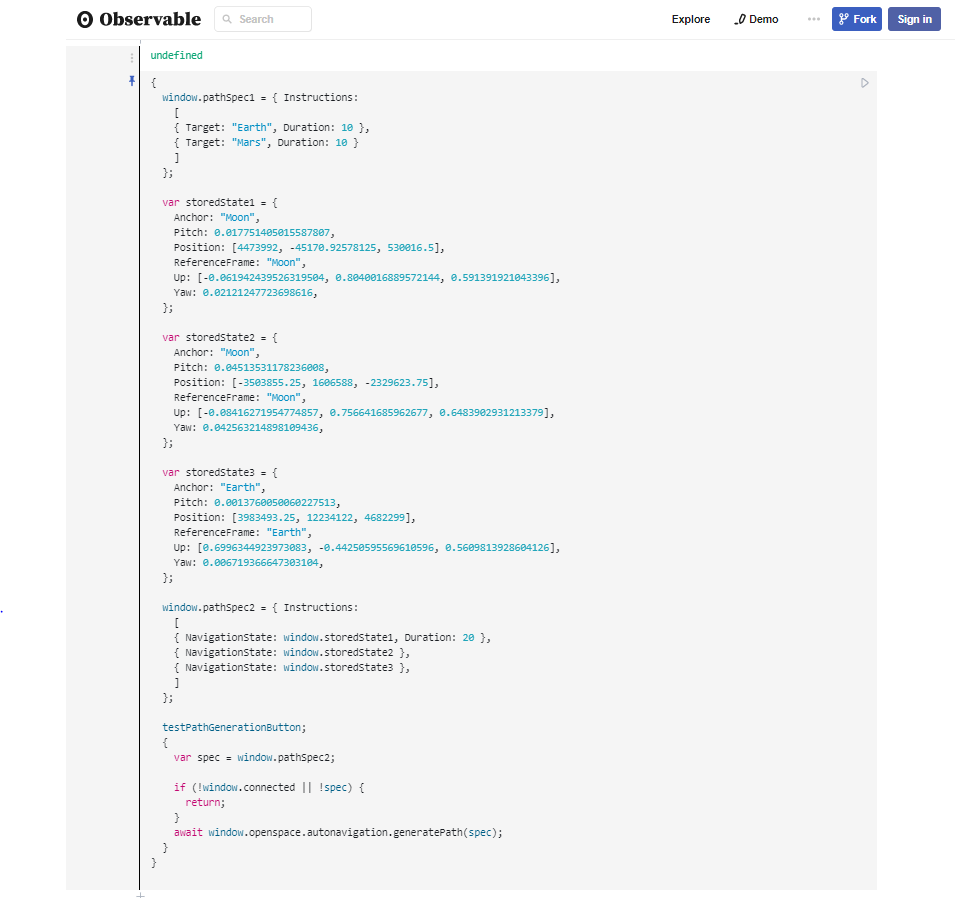 Observable
Search
Explore
Demo
Fork
Sign in
undefined
{
  window.pathSpec1 = { Instructions:
    [
    { Target: "Earth", Duration: 10 },
    { Target: "Mars", Duration: 10 }
    ]
  };

  var storedState1 = {
    Anchor: "Moon",
    Pitch: 0.017751405015587807,
    Position: [4473992, -45170.92578125, 530016.5],
    ReferenceFrame: "Moon",
    Up: [-0.061942439526319504, 0.8040016889572144, 0.591391921043396],
    Yaw: 0.02121247723698616,
  };

  var storedState2 = {
    Anchor: "Moon",
    Pitch: 0.04513531178236008,
    Position: [-3503855.25, 1606588, -2329623.75],
    ReferenceFrame: "Moon",
    Up: [-0.08416271954774857, 0.756641685962677, 0.6483902931213379],
    Yaw: 0.042563214898109436,
  };

  var storedState3 = {
    Anchor: "Earth",
    Pitch: 0.0013760050060227513,
    Position: [3983493.25, 12234122, 4682299],
    ReferenceFrame: "Earth",
    Up: [0.6996344923973083, -0.44250595569610596, 0.5609813928604126],
    Yaw: 0.006719366647303104,
  };

  window.pathSpec2 = { Instructions:
    [
    { NavigationState: window.storedState1, Duration: 20 },
    { NavigationState: window.storedState2 },
    { NavigationState: window.storedState3 },
    ]
  };

  testPathGenerationButton;
  {
    var spec = window.pathSpec2;

    if (!window.connected || !spec) {
      return;
    }
    await window.openspace.autonavigation.generatePath(spec);
  }
}